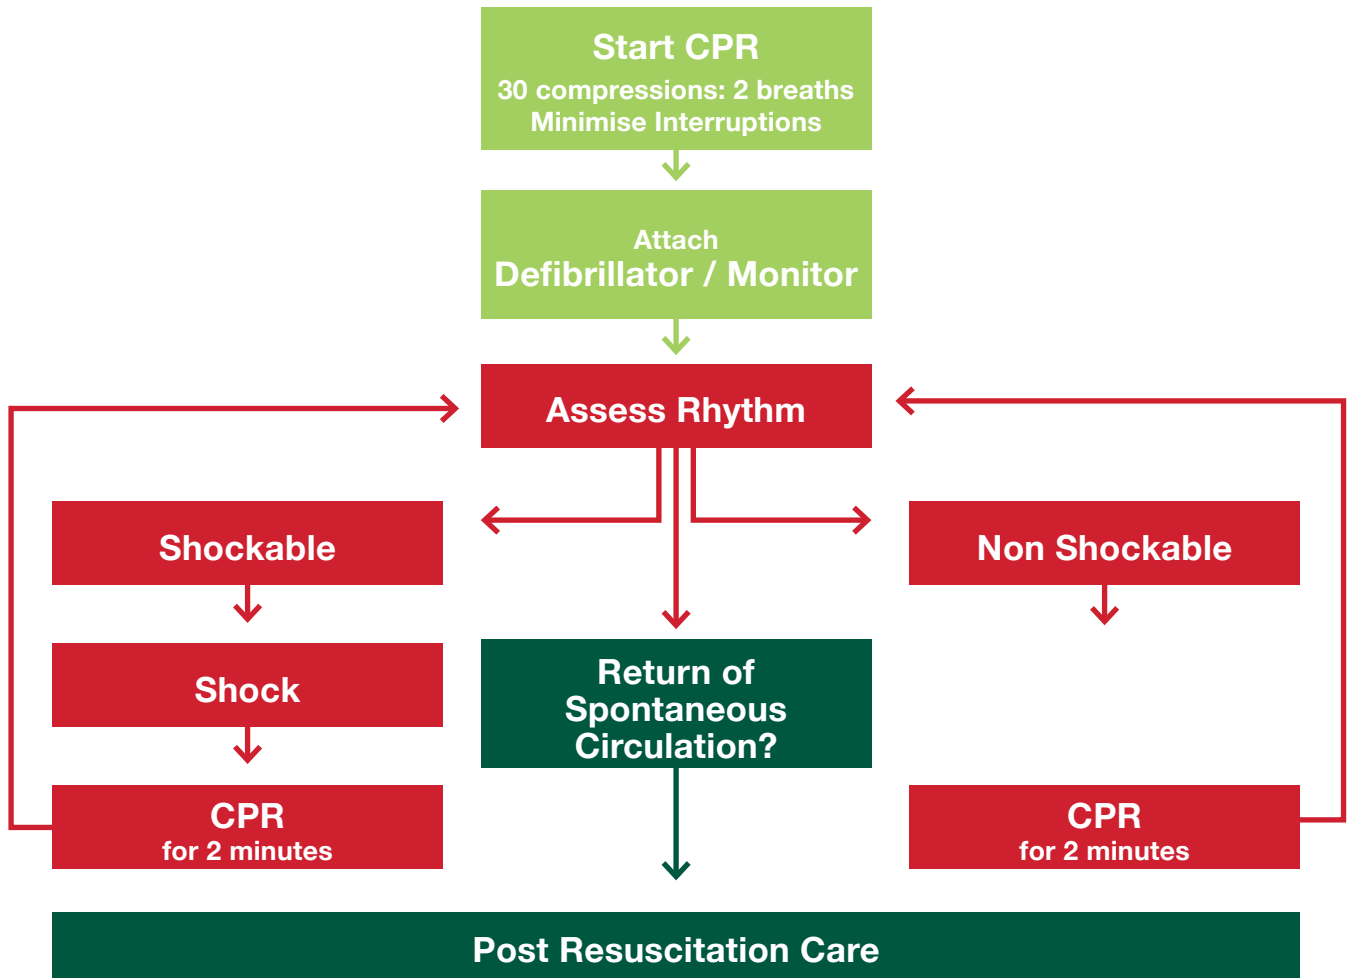 Start CPR
30 compressions: 2 breaths
Minimise Interruptions
Attach
Defibrillator / Monitor
Assess Rhythm
Shockable
Non Shockable
Shock
Return of
Spontaneous
Circulation?
CPR
for 2 minutes
CPR
for 2 minutes
Post Resuscitation Care